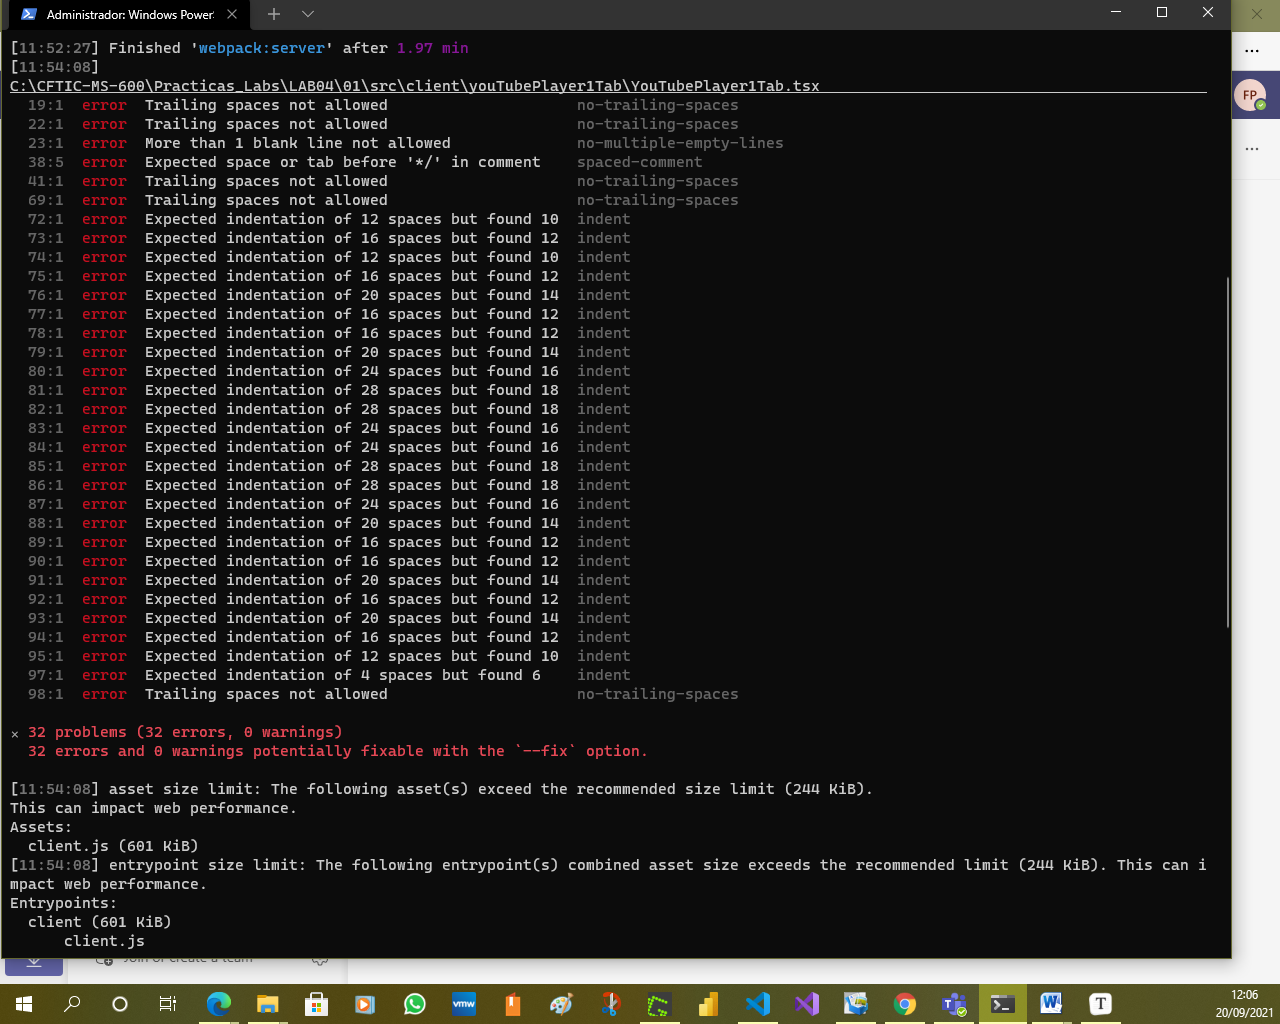 Administrador: Windows PowerS
[11:52:27] Finished 'webpack:server' after 1.97 min
[11:54:08]
C:\CFTIC-MS-600\Practicas_Labs\LAB04\01\src\client\youTubePlayer1Tab\YouTubePlayer1Tab.tsx
19:1 error Trailing spaces not allowed no-trailing-spaces
22:1 error Trailing spaces not allowed no-trailing-spaces
23:1 error More than 1 blank line not allowed no-multiple-empty-lines
38:5 error Expected space or tab before '*/' in comment spaced-comment
41:1 error Trailing spaces not allowed no-trailing-spaces
69:1 error Trailing spaces not allowed no-trailing-spaces
72:1 error Expected indentation of 12 spaces but found 10 indent
73:1 error Expected indentation of 16 spaces but found 12 indent
74:1 error Expected indentation of 12 spaces but found 10 indent
75:1 error Expected indentation of 16 spaces but found 12 indent
76:1 error Expected indentation of 20 spaces but found 14 indent
77:1 error Expected indentation of 16 spaces but found 12 indent
78:1 error Expected indentation of 16 spaces but found 12 indent
79:1 error Expected indentation of 20 spaces but found 14 indent
80:1 error Expected indentation of 24 spaces but found 16 indent
81:1 error Expected indentation of 28 spaces but found 18 indent
82:1 error Expected indentation of 28 spaces but found 18 indent
83:1 error Expected indentation of 24 spaces but found 16 indent
84:1 error Expected indentation of 24 spaces but found 16 indent
85:1 error Expected indentation of 28 spaces but found 18 indent
86:1 error Expected indentation of 28 spaces but found 18 indent
87:1 error Expected indentation of 24 spaces but found 16 indent
88:1 error Expected indentation of 20 spaces but found 14 indent
89:1 error Expected indentation of 16 spaces but found 12 indent
90:1 error Expected indentation of 16 spaces but found 12 indent
91:1 error Expected indentation of 20 spaces but found 14 indent
92:1 error Expected indentation of 16 spaces but found 12 indent
93:1 error Expected indentation of 20 spaces but found 14 indent
94:1 error Expected indentation of 16 spaces but found 12 indent
95:1 error Expected indentation of 12 spaces but found 10 indent
97:1 error Expected indentation of 4 spaces but found 6 indent
98:1 error Trailing spaces not allowed no-trailing-spaces
× 32 problems (32 errors, 0 warnings)
32 errors and 0 warnings potentially fixable with the `--fix` option.
[11:54:08] asset size limit: The following asset(s) exceed the recommended size limit (244 KiB).
This can impact web performance.
Assets:
client.js (601 KiB)
[11:54:08] entrypoint size limit: The following entrypoint(s) combined asset size exceeds the recommended limit (244 KiB). This can i
mpact web performance.
Entrypoints:
client (601 KiB)
client.js
FP
Join or create a team
vmw
T
12:06
20/09/2021